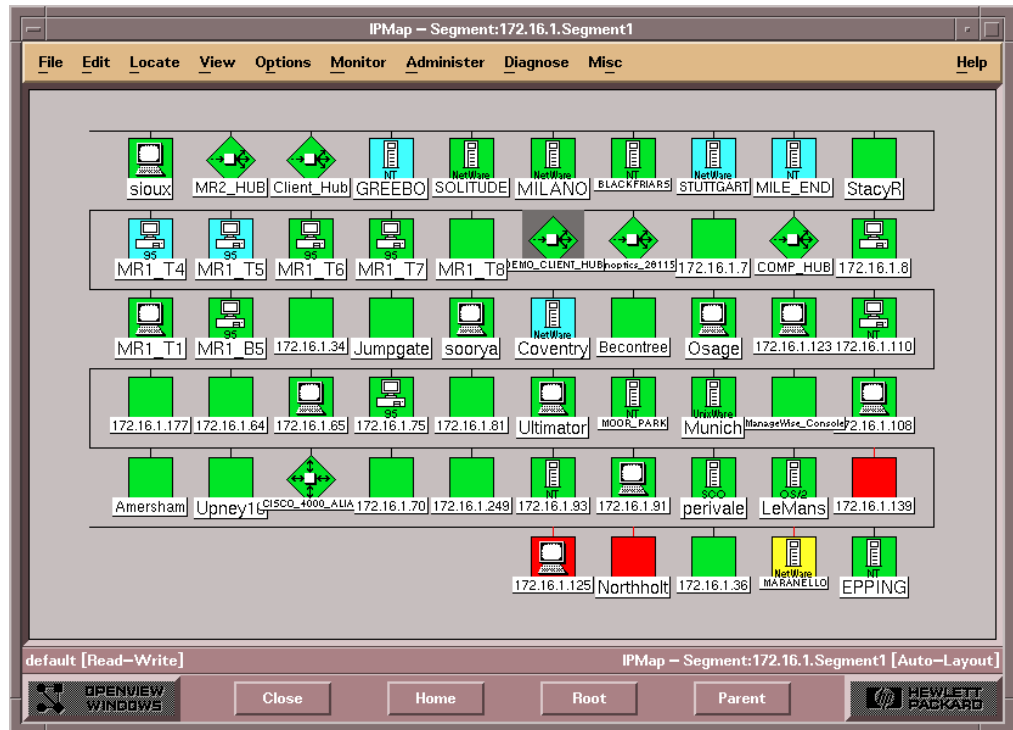 IPMap – Segment:172.16.1.Segment1
File Edit Locate View Options Monitor Administer Diagnose Misc Help
NT NetWare NetWare NT NetWare NT
sioux MR2_HUB Client_Hub GREEBO SOLITUDE MILANO BLACKFRIARS STUTTGART MILE_END StacyR
95 95 95 95
MR1_T4 MR1_T5 MR1_T6 MR1_T7 MR1_T8 DEMO_CLIENT_HUB noptics_28115 172.16.1.7 COMP_HUB 172.16.1.8
95 NetWare NT
MR1_T1 MR1_B5 172.16.1.34 Jumpgate soorya Coventry Becontree Osage 172.16.1.123 172.16.1.110
95 NT UnixWare
172.16.1.177 172.16.1.64 172.16.1.65 172.16.1.75 172.16.1.81 Ultimator MOOR_PARK Munich ManageWise_Console 172.16.1.108
NT SCO OS/2
Amersham Upney16 CISCO_4000_ALIA 172.16.1.70 172.16.1.249 172.16.1.93 172.16.1.91 perivale LeMans 172.16.1.139
NetWare NT
172.16.1.125 Northholt 172.16.1.36 MARANELLO EPPING
default [Read–Write] IPMap – Segment:172.16.1.Segment1 [Auto–Layout]
OPENVIEW
WINDOWS
Close Home Root Parent
HEWLETT
PACKARD